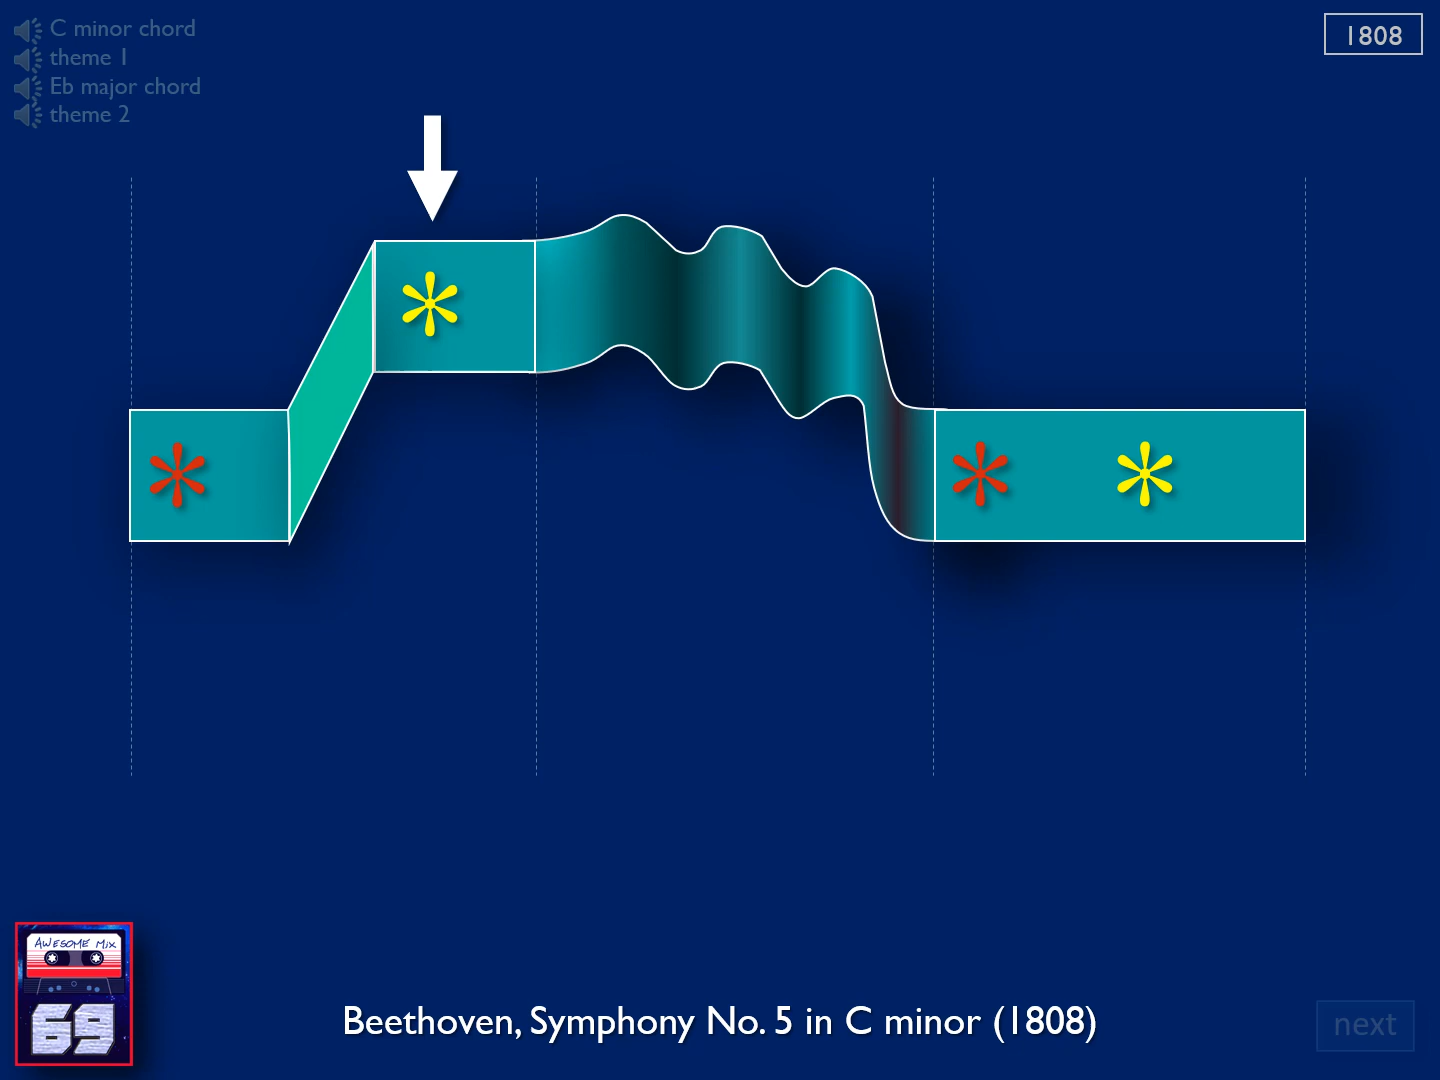 C minor chord
theme 1
Eb major chord
theme 2
1808
AWESOME MIX
69
Beethoven, Symphony No. 5 in C minor (1808)
next